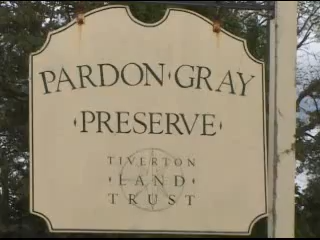 PARDON · GRAY
· PRESERVE ·
TIVERTON
· LAND ·
TRUST